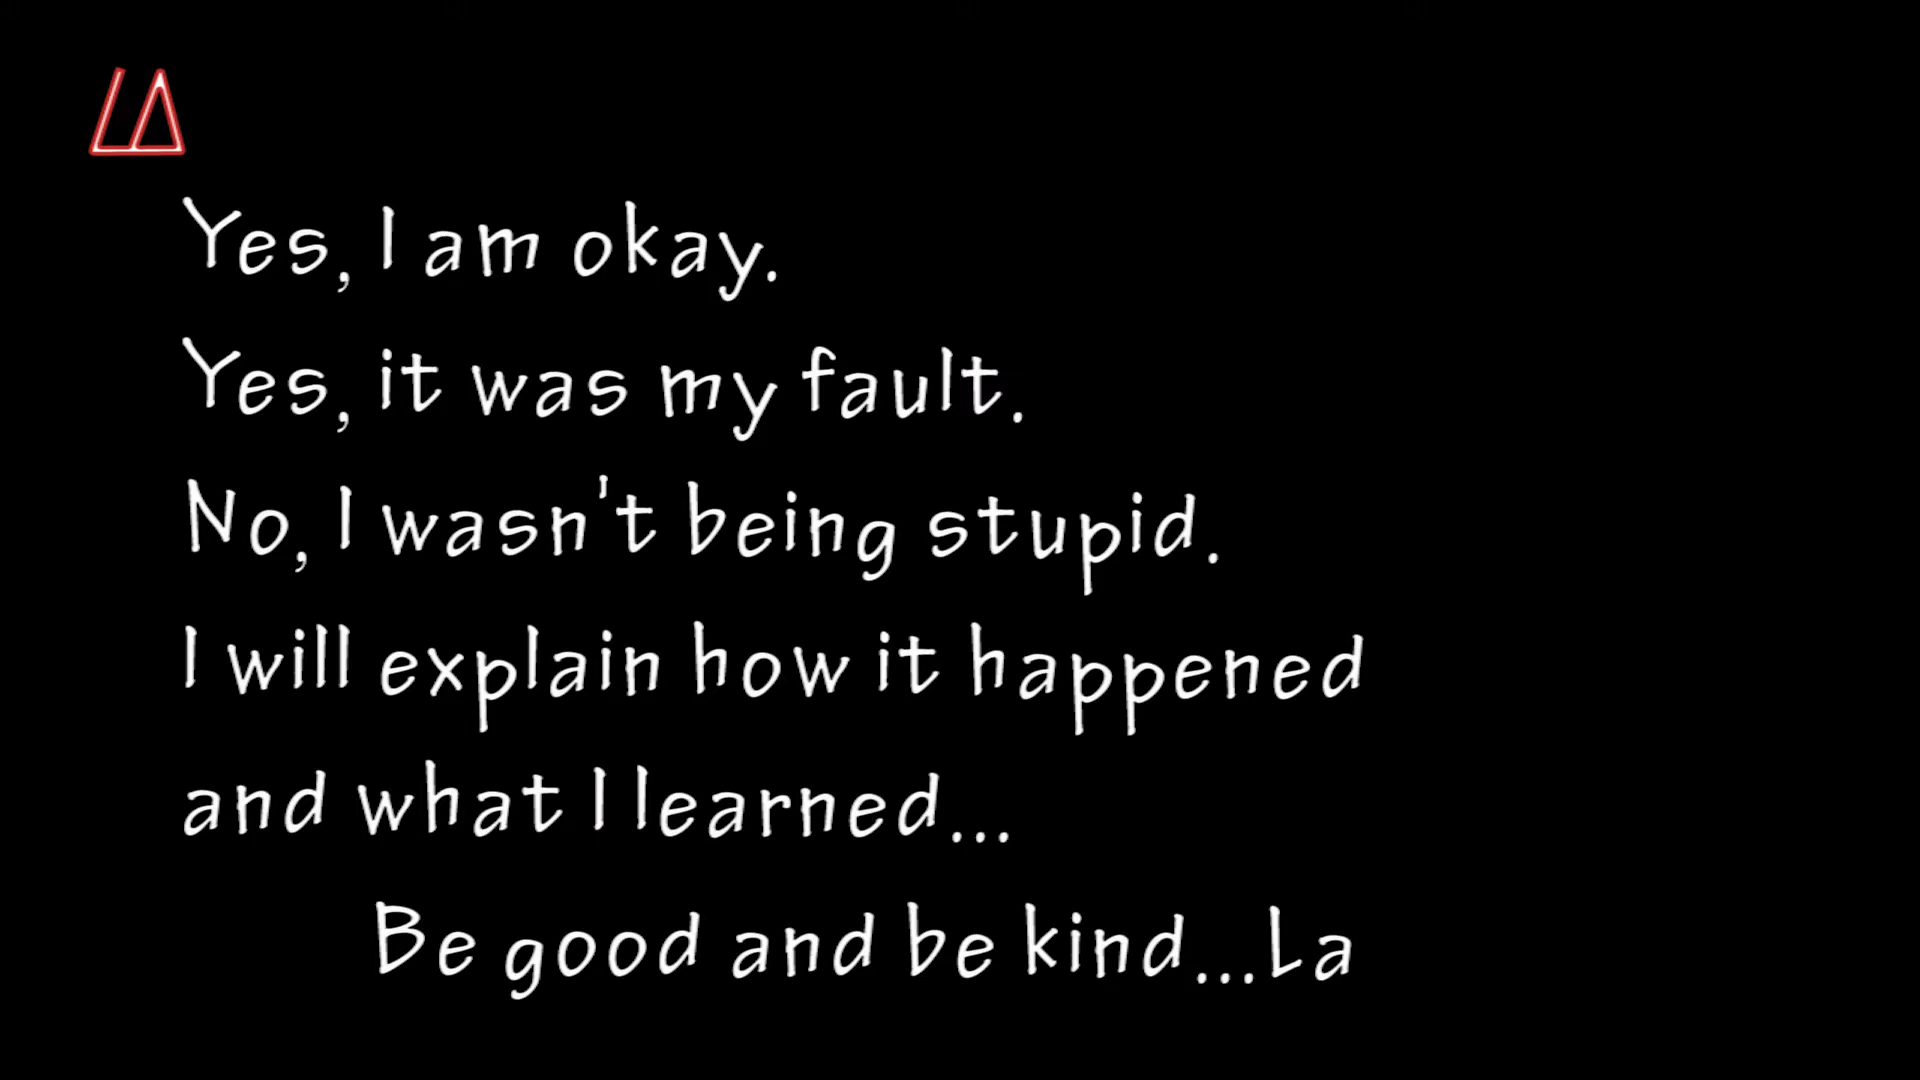 LA
Yes, I am okay.
Yes, it was my fault.
No, I wasn't being stupid.
I will explain how it happened
and what I learned...
Be good and be kind...La